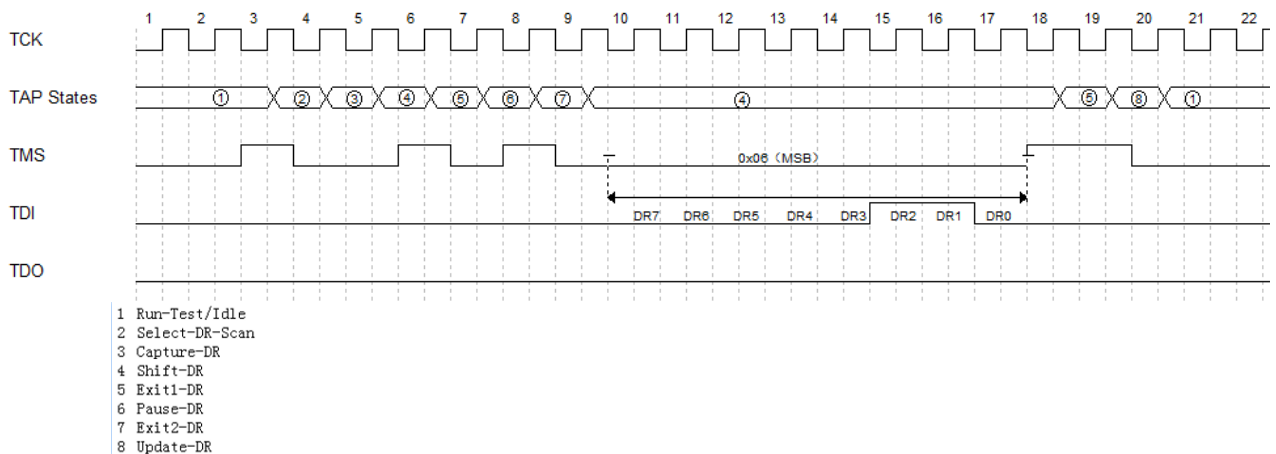 1 2 3 4 5 6 7 8 9 10 11 12 13 14 15 16 17 18 19 20 21 22
TCK
TAP States ① ② ③ ④ ⑤ ⑥ ⑦ ④ ⑤ ⑧ ①
TMS 0x06（MSB）
TDI DR7 DR6 DR5 DR4 DR3 DR2 DR1 DR0
TDO
1 Run-Test/Idle
2 Select-DR-Scan
3 Capture-DR
4 Shift-DR
5 Exit1-DR
6 Pause-DR
7 Exit2-DR
8 Update-DR